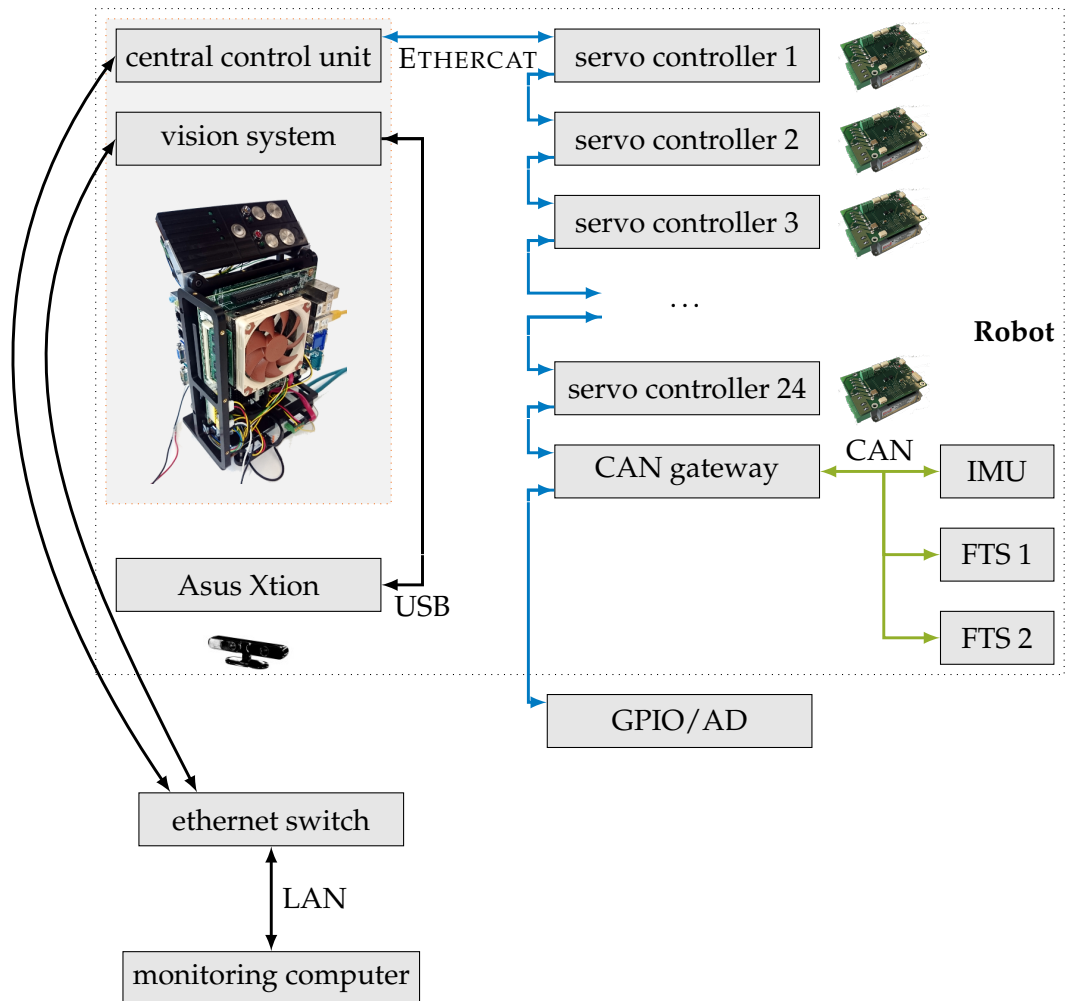 central control unit
ETHERCAT
servo controller 1
vision system
servo controller 2
servo controller 3
...
Robot
servo controller 24
CAN gateway
CAN
IMU
FTS 1
Asus Xtion
USB
FTS 2
GPIO/AD
ethernet switch
LAN
monitoring computer